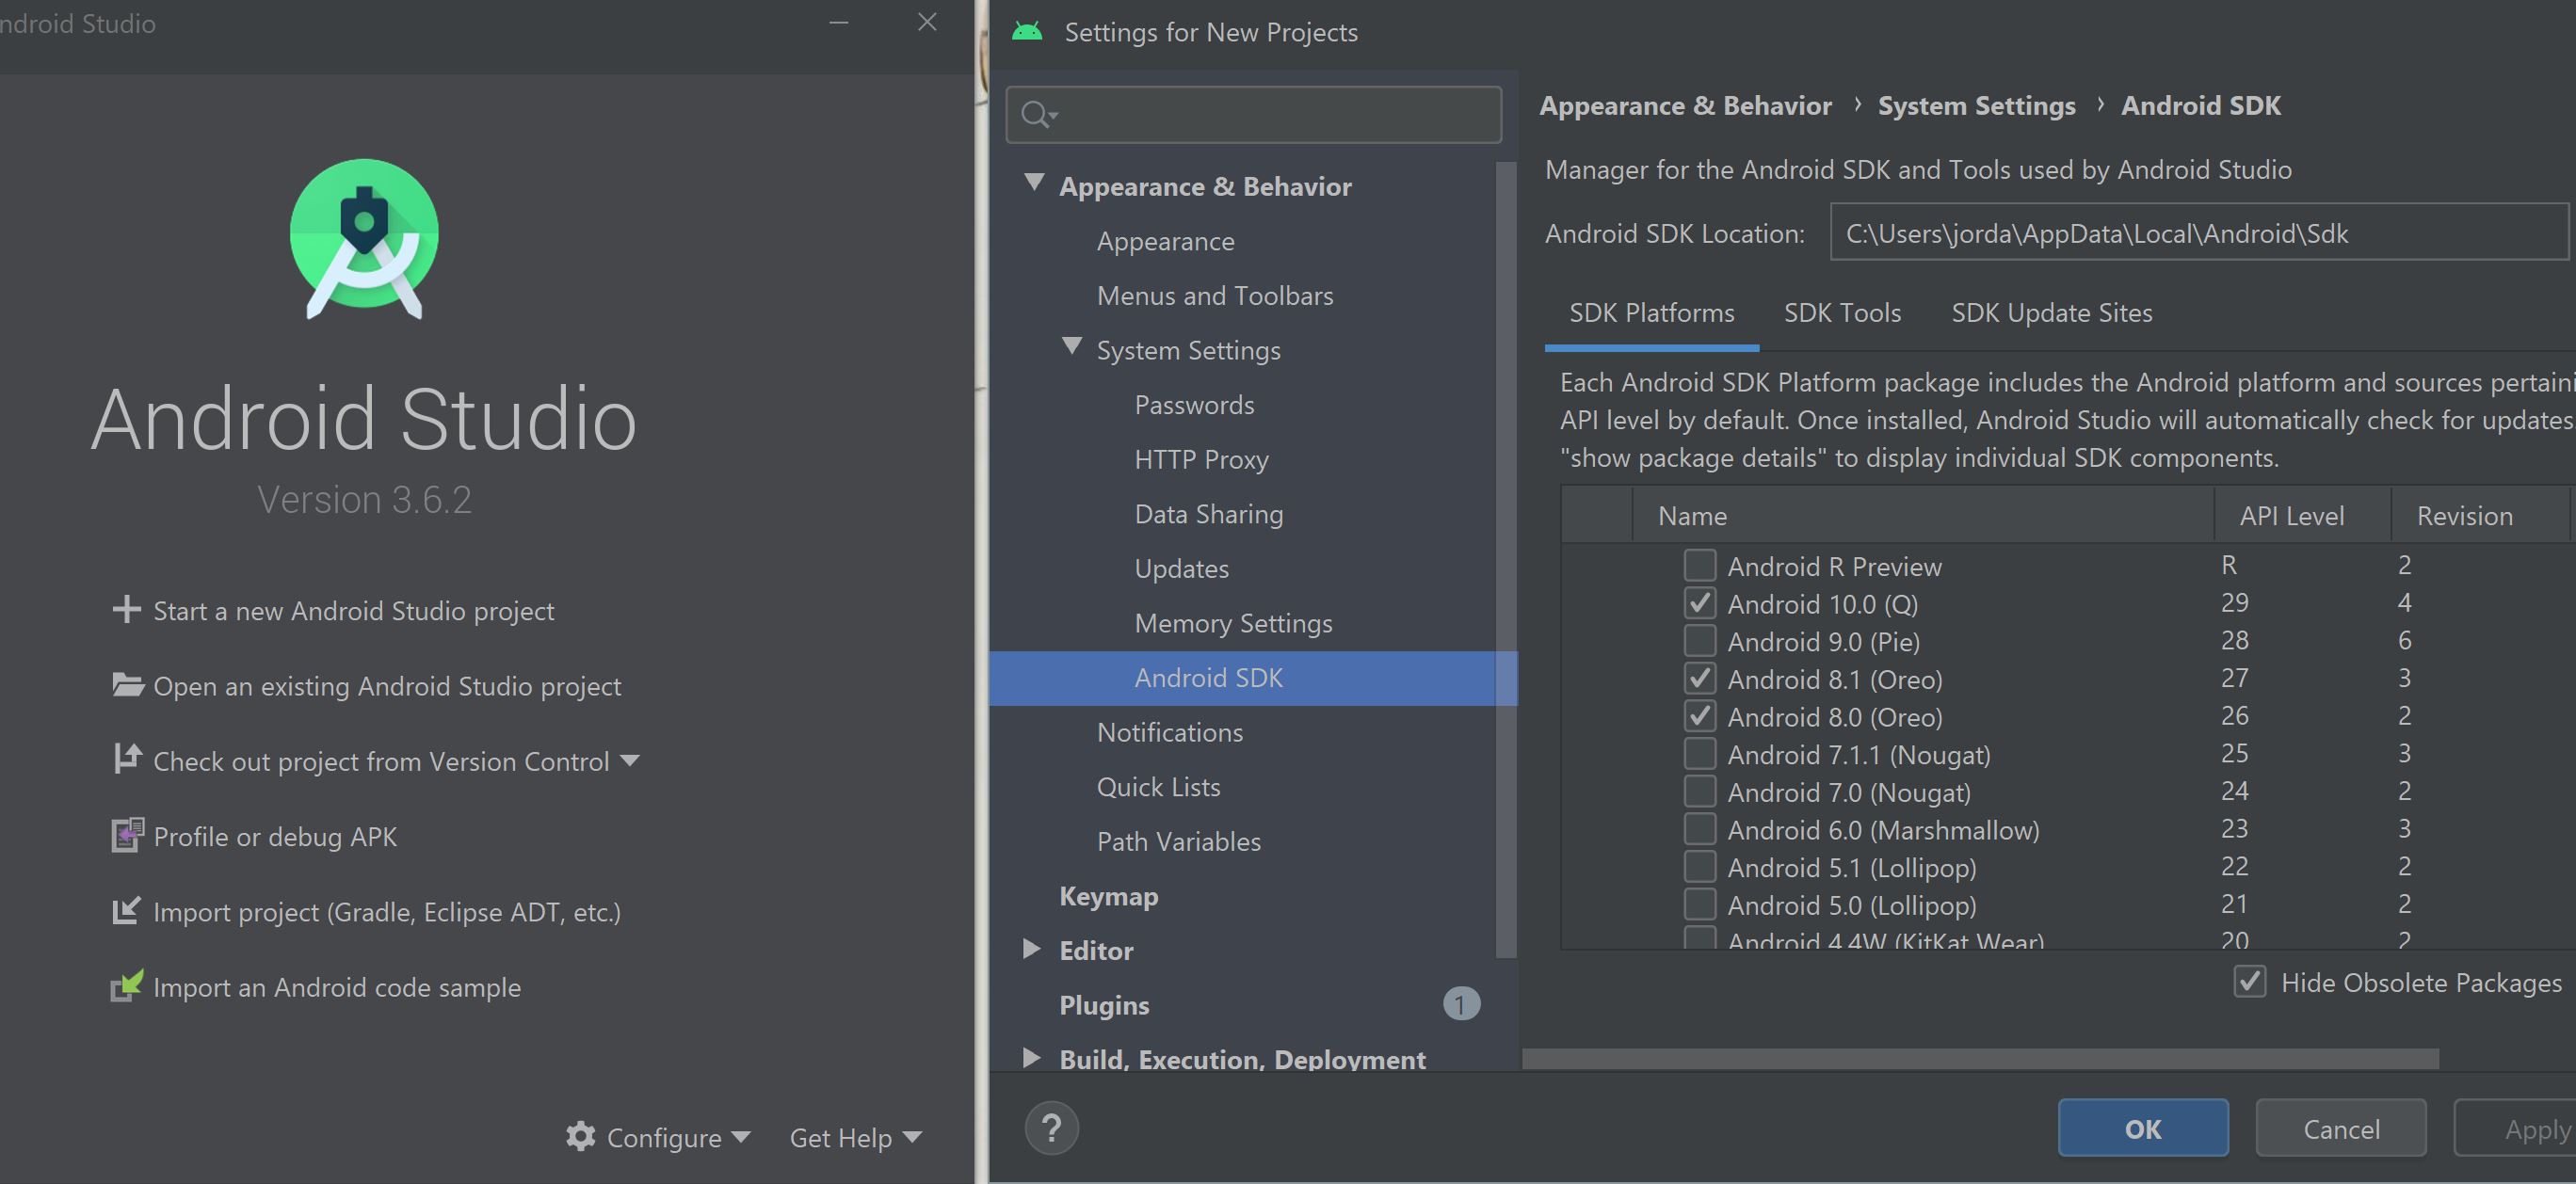 ndroid Studio
Android Studio
Version 3.6.2
Start a new Android Studio project
Open an existing Android Studio project
Check out project from Version Control
Profile or debug APK
Import project (Gradle, Eclipse ADT, etc.)
Import an Android code sample
Configure
Get Help
Settings for New Projects
Appearance & Behavior
Appearance
Menus and Toolbars
System Settings
Passwords
HTTP Proxy
Data Sharing
Updates
Memory Settings
Android SDK
Notifications
Quick Lists
Path Variables
Keymap
Editor
Plugins 1
Build, Execution, Deployment
?
Appearance & Behavior › System Settings › Android SDK
Manager for the Android SDK and Tools used by Android Studio
Android SDK Location: C:\Users\jorda\AppData\Local\Android\Sdk
SDK Platforms SDK Tools SDK Update Sites
Each Android SDK Platform package includes the Android platform and sources pertaini
API level by default. Once installed, Android Studio will automatically check for updates
"show package details" to display individual SDK components.
Name API Level Revision
Android R Preview R 2
Android 10.0 (Q) 29 4
Android 9.0 (Pie) 28 6
Android 8.1 (Oreo) 27 3
Android 8.0 (Oreo) 26 2
Android 7.1.1 (Nougat) 25 3
Android 7.0 (Nougat) 24 2
Android 6.0 (Marshmallow) 23 3
Android 5.1 (Lollipop) 22 2
Android 5.0 (Lollipop) 21 2
Android 4.4W (KitKat Wear) 20 2
Hide Obsolete Packages
OK Cancel Apply